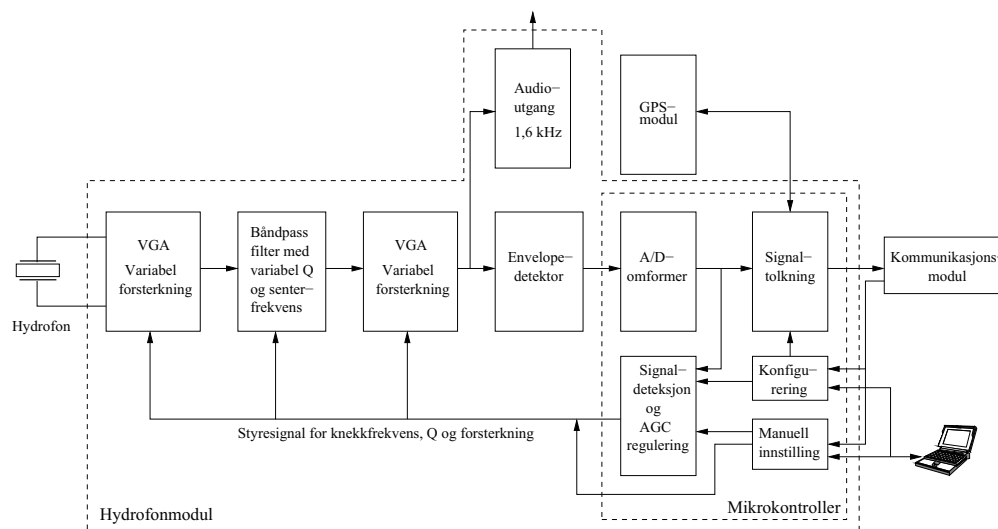 Audio−
utgang
1,6 kHz
GPS−
modul
VGA
Variabel
forsterkning
Båndpass
filter med
variabel Q
og senter−
frekvens
VGA
Variabel
forsterkning
Envelope−
detektor
A/D−
omformer
Signal−
tolkning
Kommunikasjons−
modul
Hydrofon
Signal−
deteksjon
og
AGC
regulering
Konfigu−
rering
Manuell
innstilling
Styresignal for knekkfrekvens, Q og forsterkning
Hydrofonmodul
Mikrokontroller